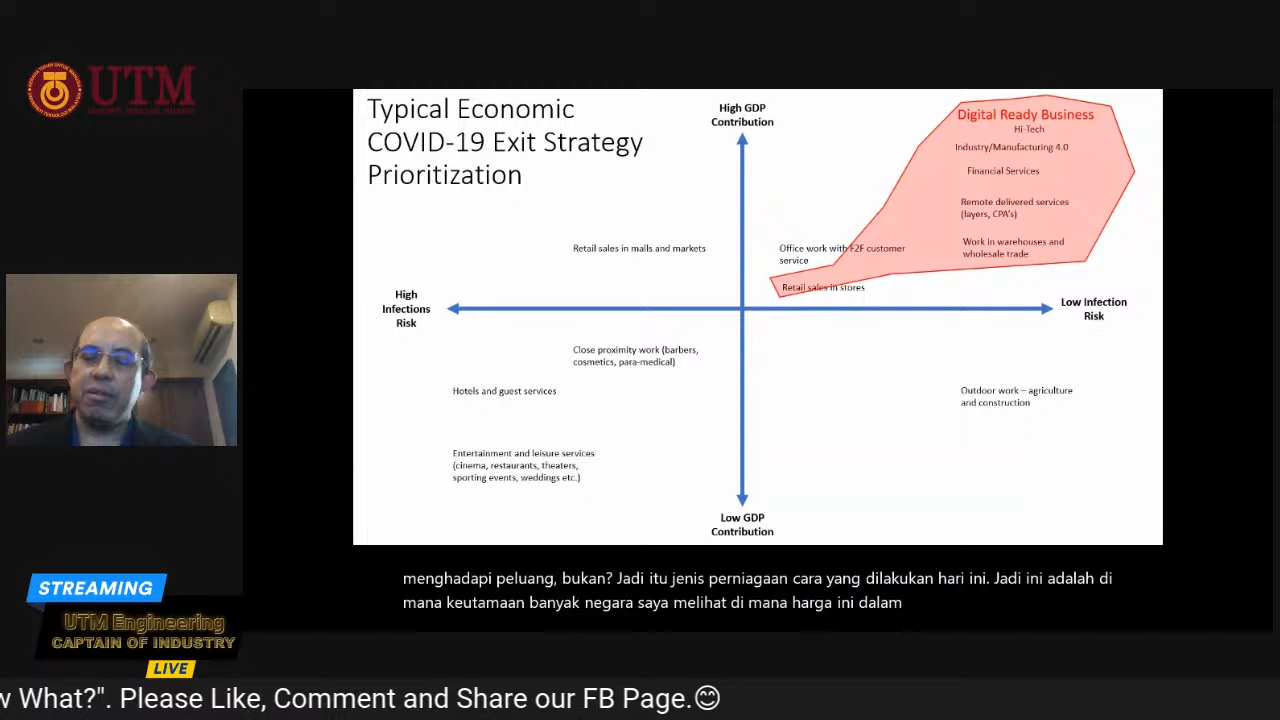 UTM
UNIVERSITI TEKNOLOGI MALAYSIA
Typical Economic
COVID-19 Exit Strategy
Prioritization
High GDP
Contribution
Digital Ready Business
Hi-Tech
Industry/Manufacturing 4.0
Financial Services
Remote delivered services
(layers, CPA's)
Work in warehouses and
wholesale trade
Retail sales in malls and markets
Office work with F2F customer
service
Retail sales in stores
High
Infections
Risk
Low Infection
Risk
Close proximity work (barbers,
cosmetics, para-medical)
Hotels and guest services
Outdoor work – agriculture
and construction
Entertainment and leisure services
(cinema, restaurants, theaters,
sporting events, weddings etc.)
Low GDP
Contribution
menghadapi peluang, bukan? Jadi itu jenis perniagaan cara yang dilakukan hari ini. Jadi ini adalah di
mana keutamaan banyak negara saya melihat di mana harga ini dalam
STREAMING
UTM Engineering
CAPTAIN OF INDUSTRY
LIVE
w What?". Please Like, Comment and Share our FB Page.😊